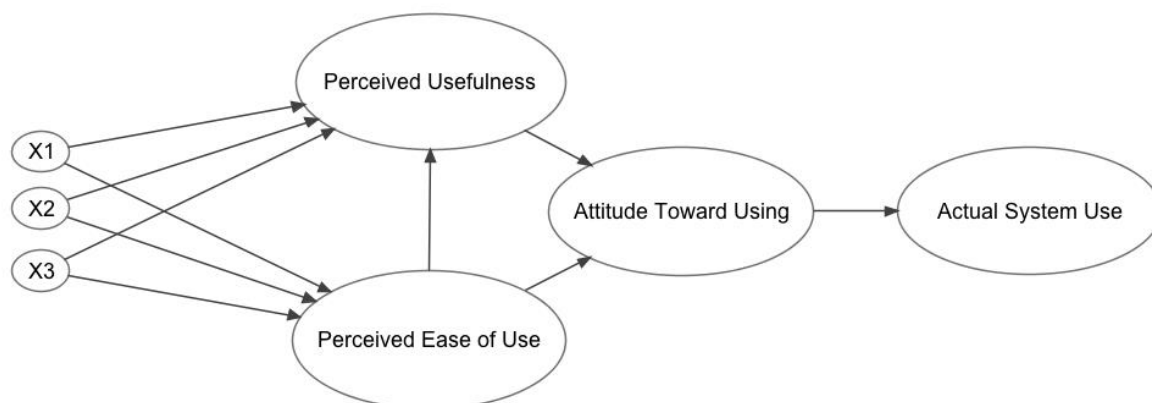 Perceived Usefulness
X1
X2
X3
Attitude Toward Using
Actual System Use
Perceived Ease of Use